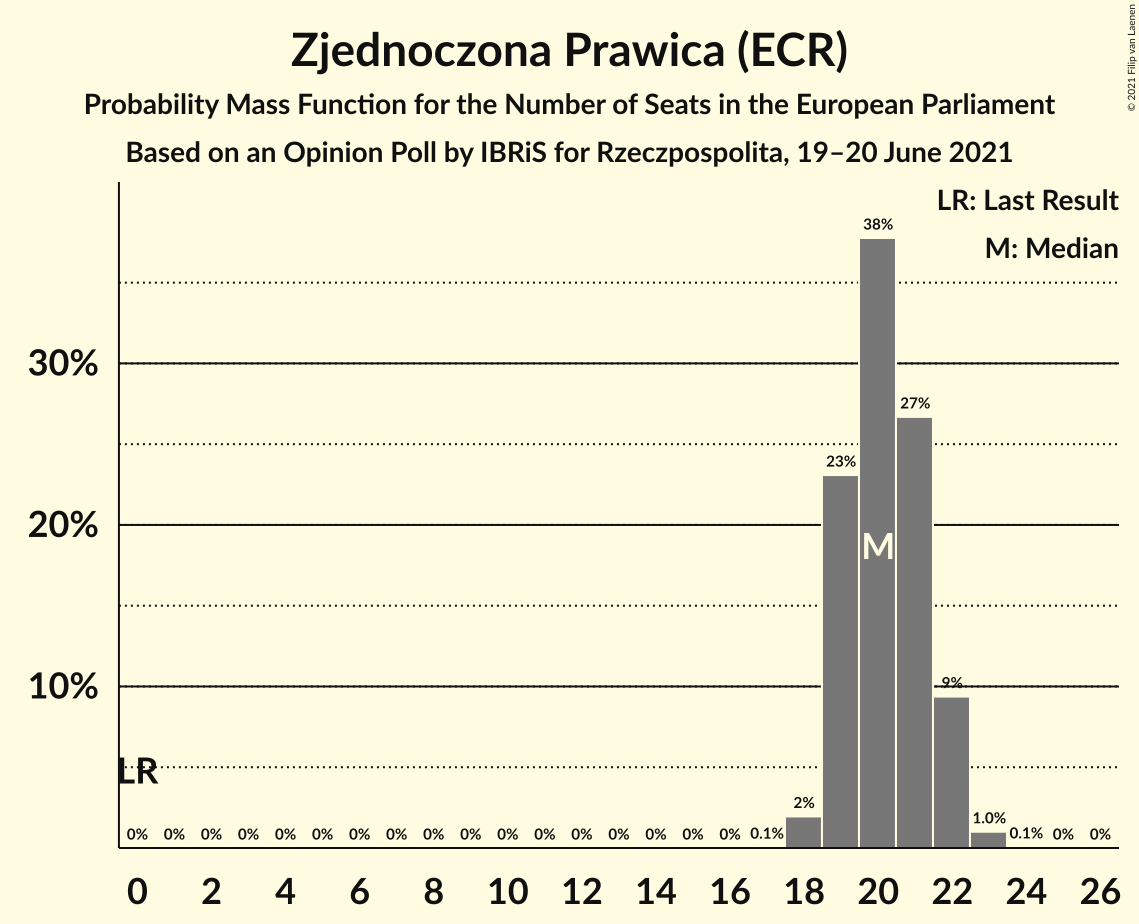 Zjednoczona Prawica (ECR)
Probability Mass Function for the Number of Seats in the European Parliament
Based on an Opinion Poll by IBRiS for Rzeczpospolita, 19–20 June 2021
© 2021 Filip van Laenen
LR: Last Result
M: Median
38%
30%
27%
23%
20%
M
10%
9%
LR
0% 0% 0% 0% 0% 0% 0% 0% 0% 0% 0% 0% 0% 0% 0% 0% 0% 0.1% 2% 1.0% 0.1% 0% 0%
0 2 4 6 8 10 12 14 16 18 20 22 24 26